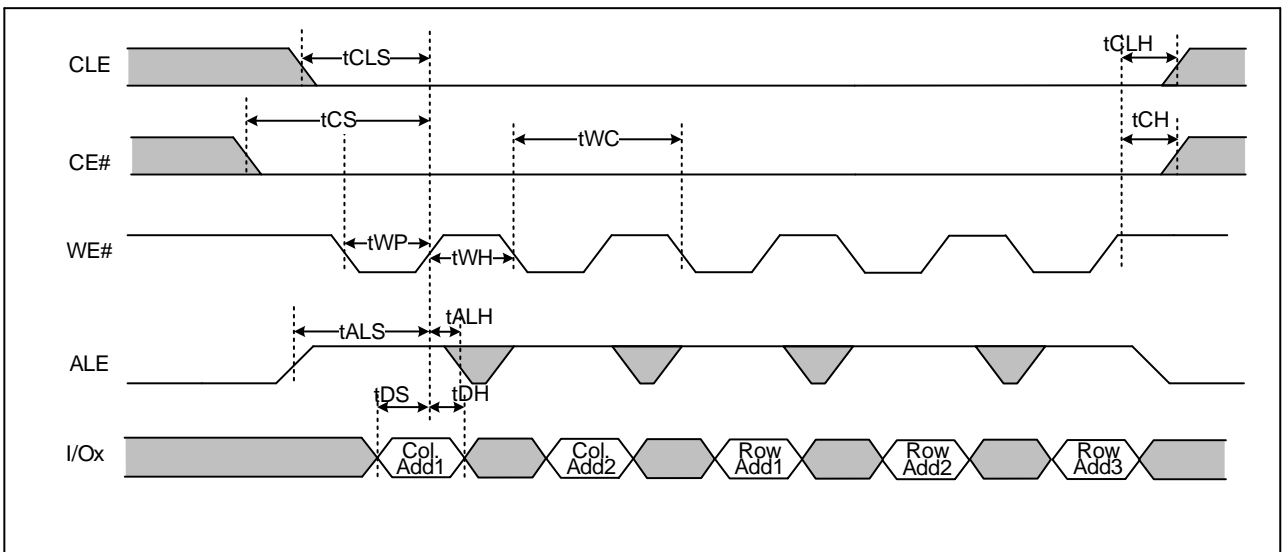 CLE
tCLS
tCLH
CE#
tCS
tWC
tCH
WE#
tWP
tWH
ALE
tALS
tALH
tDS
tDH
I/Ox
Col.
Add1
Col.
Add2
Row
Add1
Row
Add2
Row
Add3